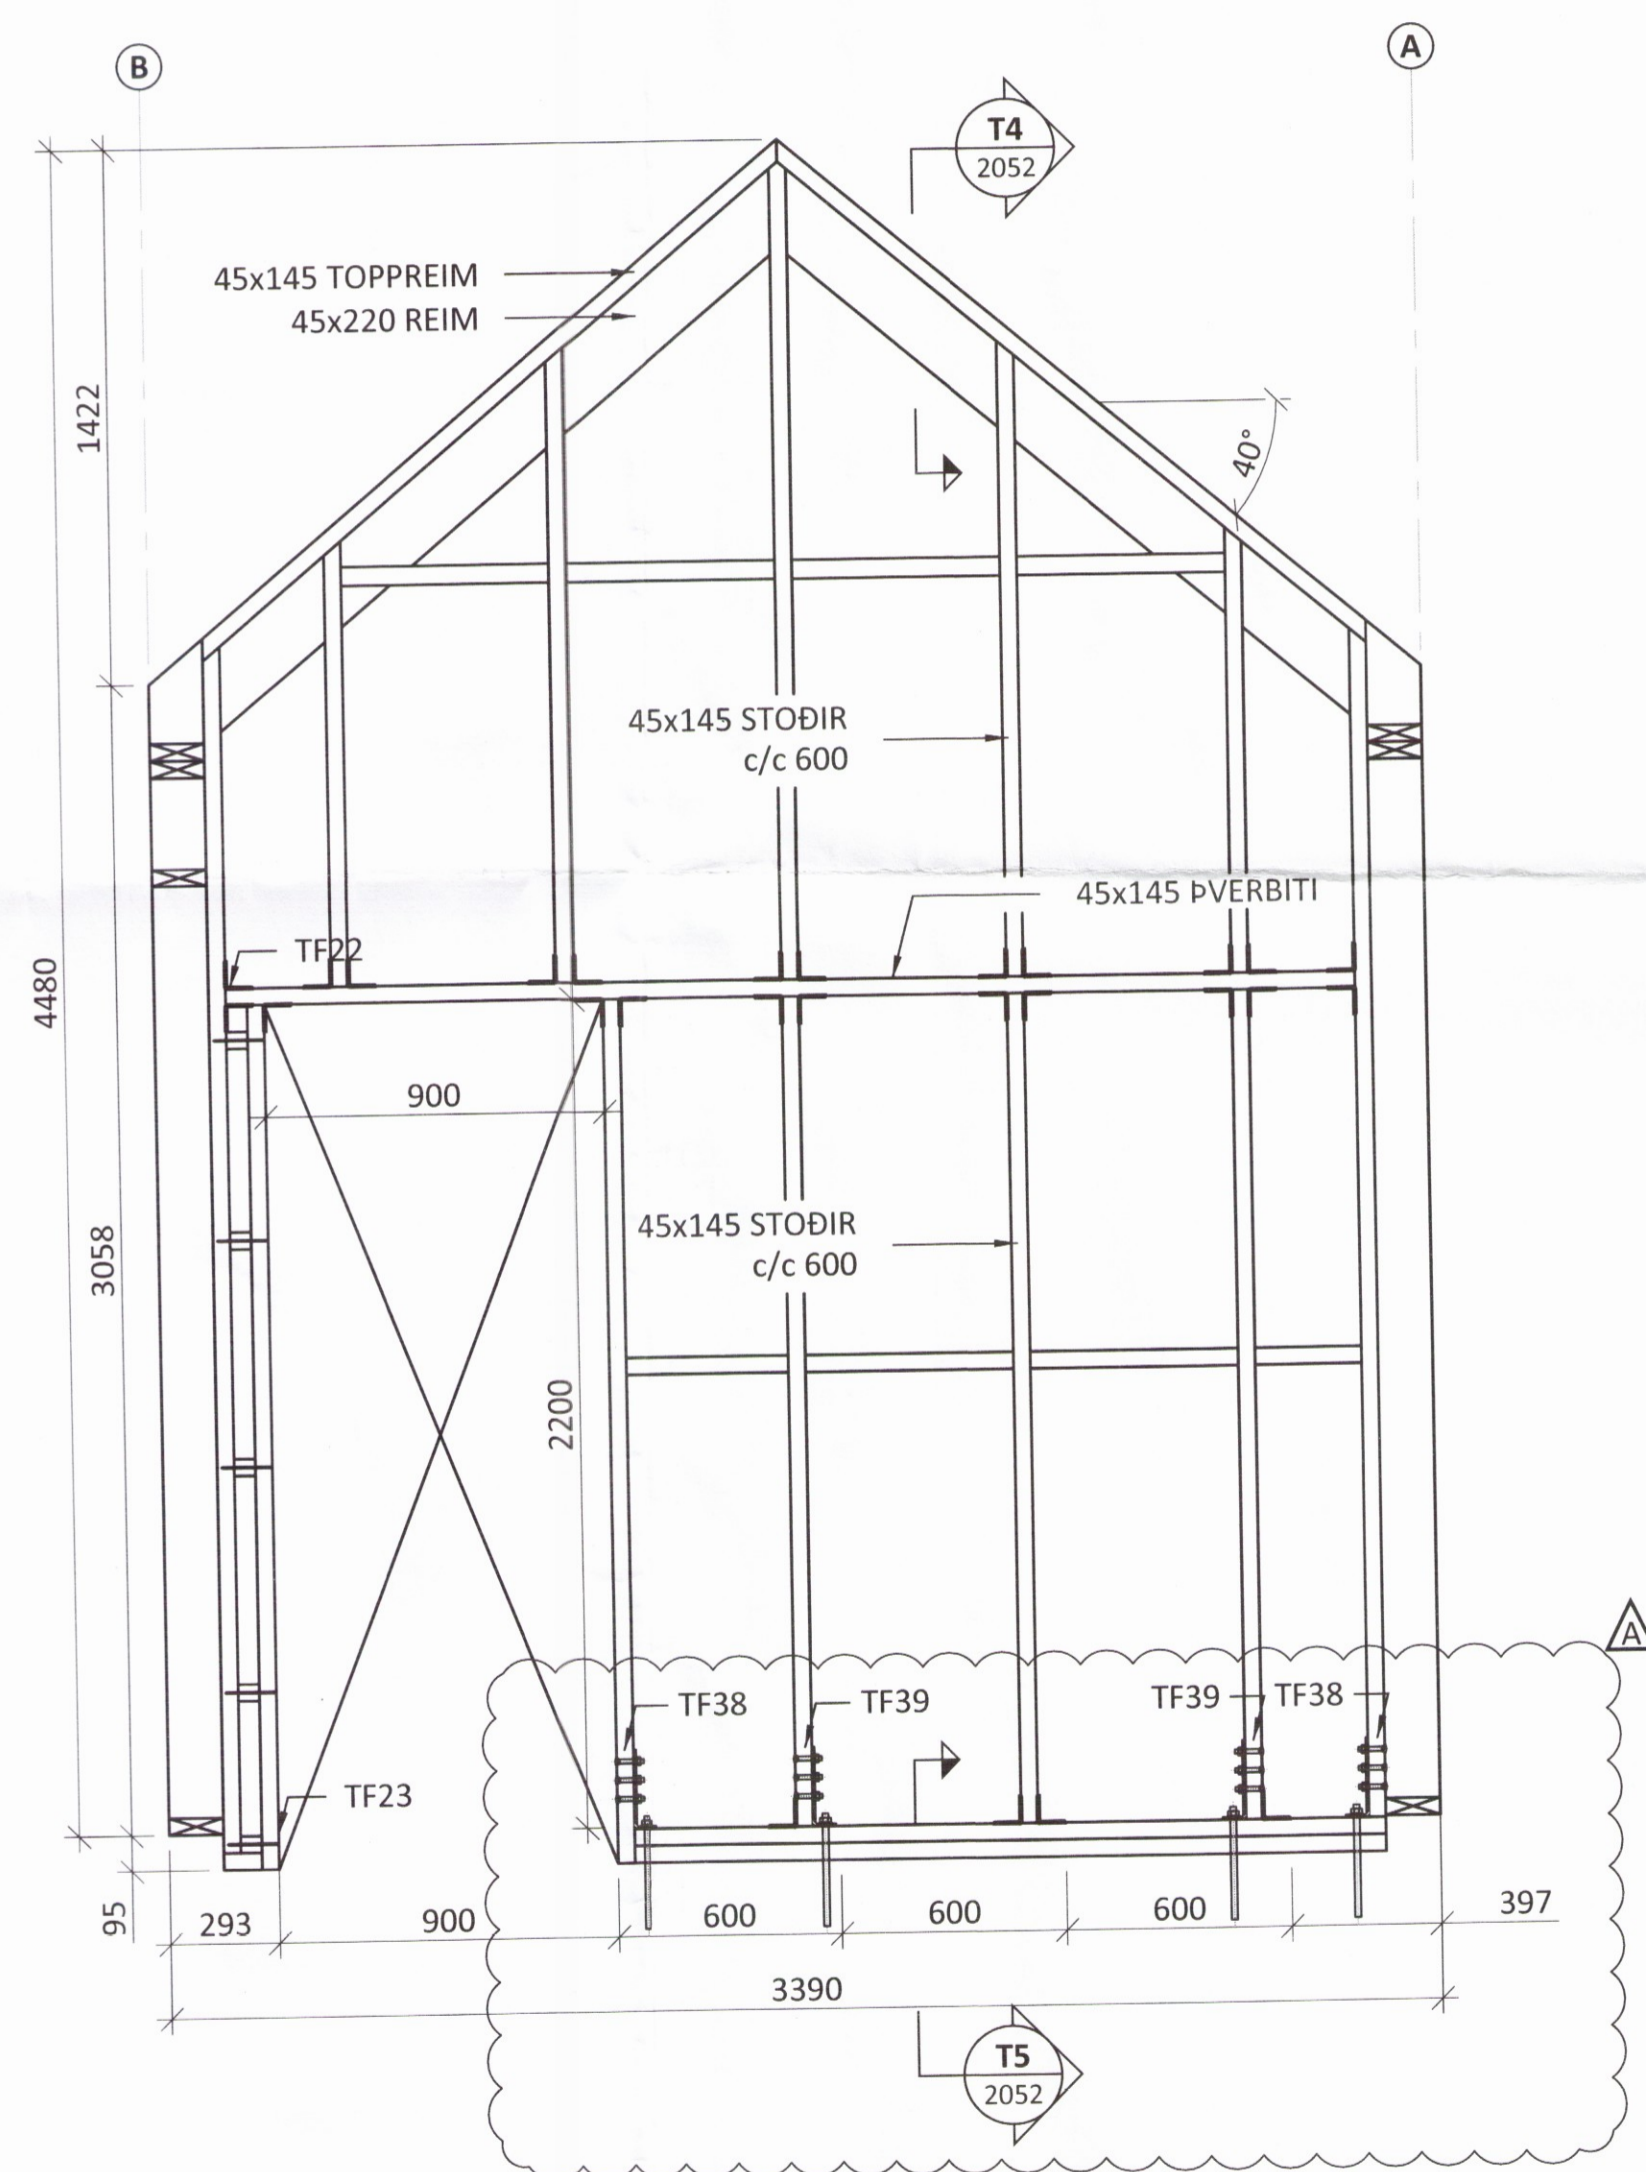 B
A
T4
2052
45x145 TOPPREIM
45x220 REIM
1422
40°
45x145 STOÐIR
c/c 600
45x145 ÞVERBITI
TF22
4480
900
3058
45x145 STOÐIR
c/c 600
2200
A
TF38
TF39
TF39
TF38
TF23
95
293
900
600
600
600
397
3390
T5
2052